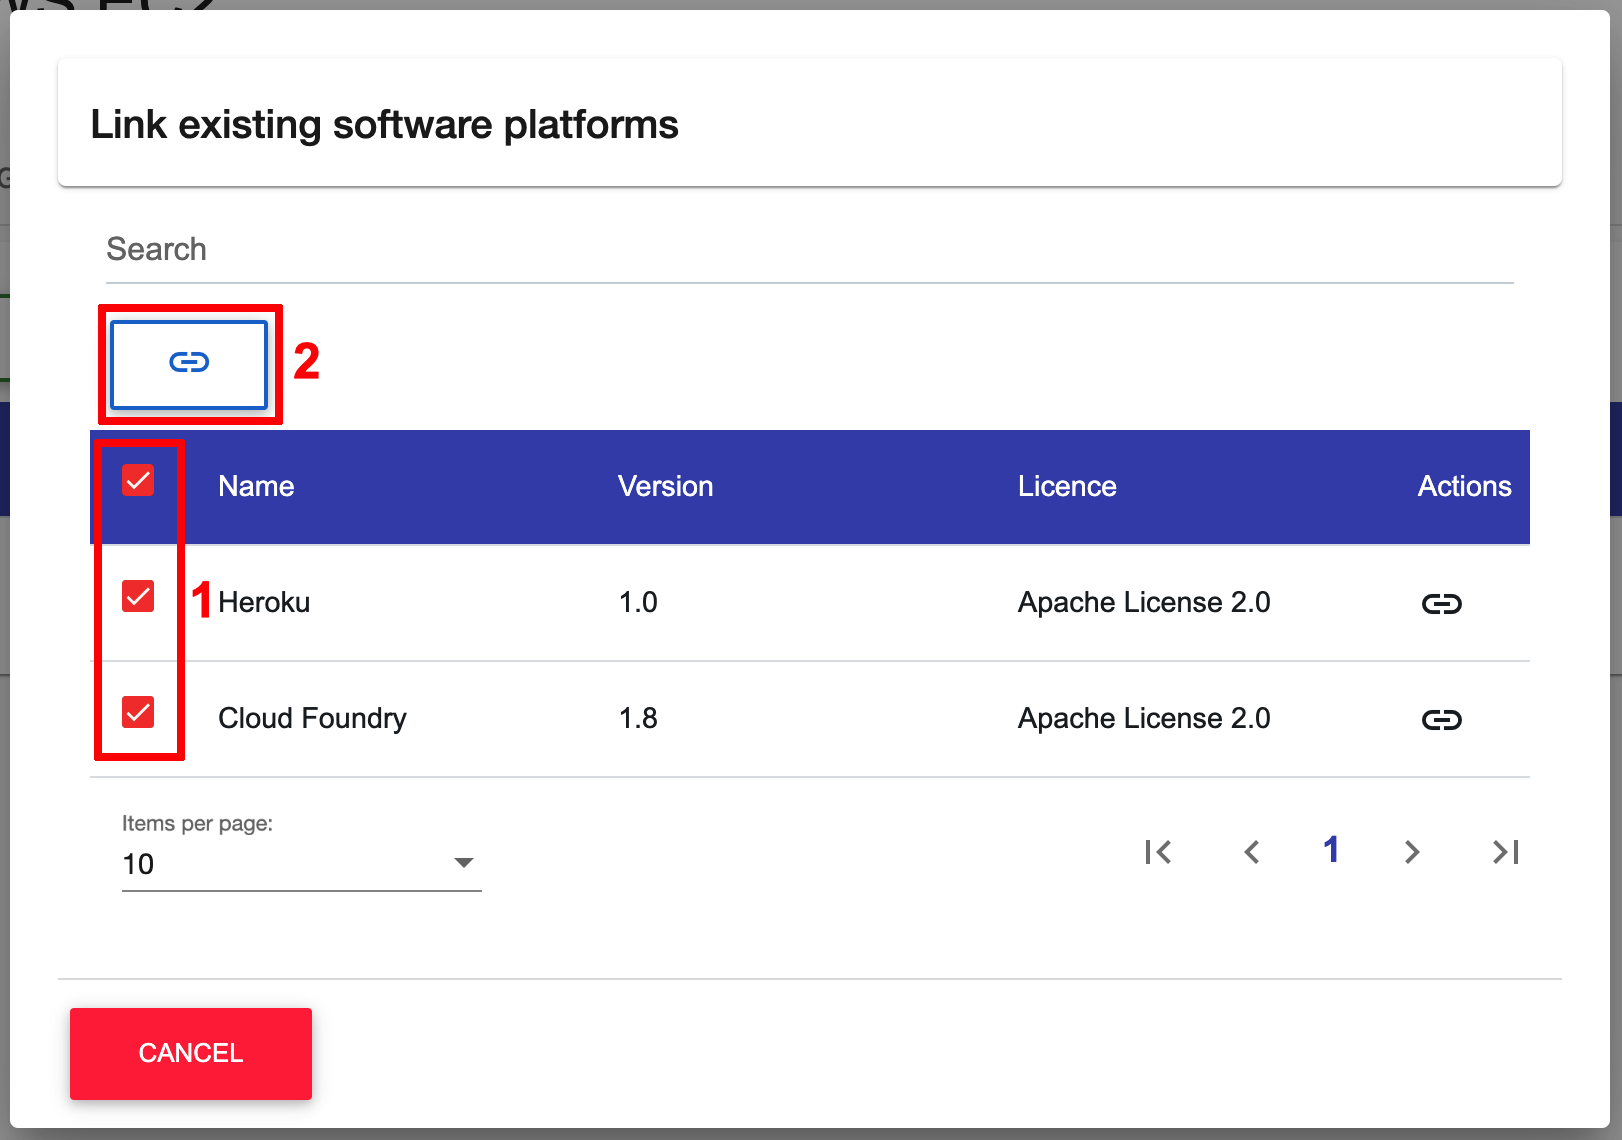 Link existing software platforms
Search
2
Name Version Licence Actions
1 Heroku 1.0 Apache License 2.0
Cloud Foundry 1.8 Apache License 2.0
Items per page:
10
1
CANCEL